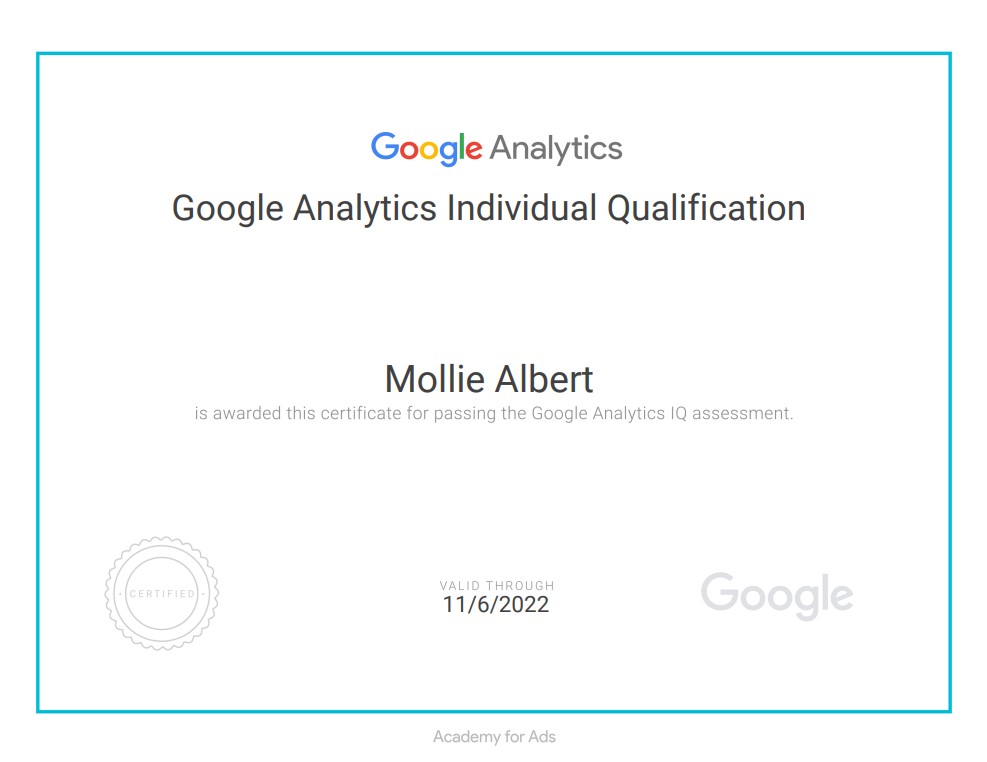 Google Analytics
Google Analytics Individual Qualification
Mollie Albert
is awarded this certificate for passing the Google Analytics IQ assessment.
· CERTIFIED ·
VALID THROUGH
11/6/2022
Google
Academy for Ads